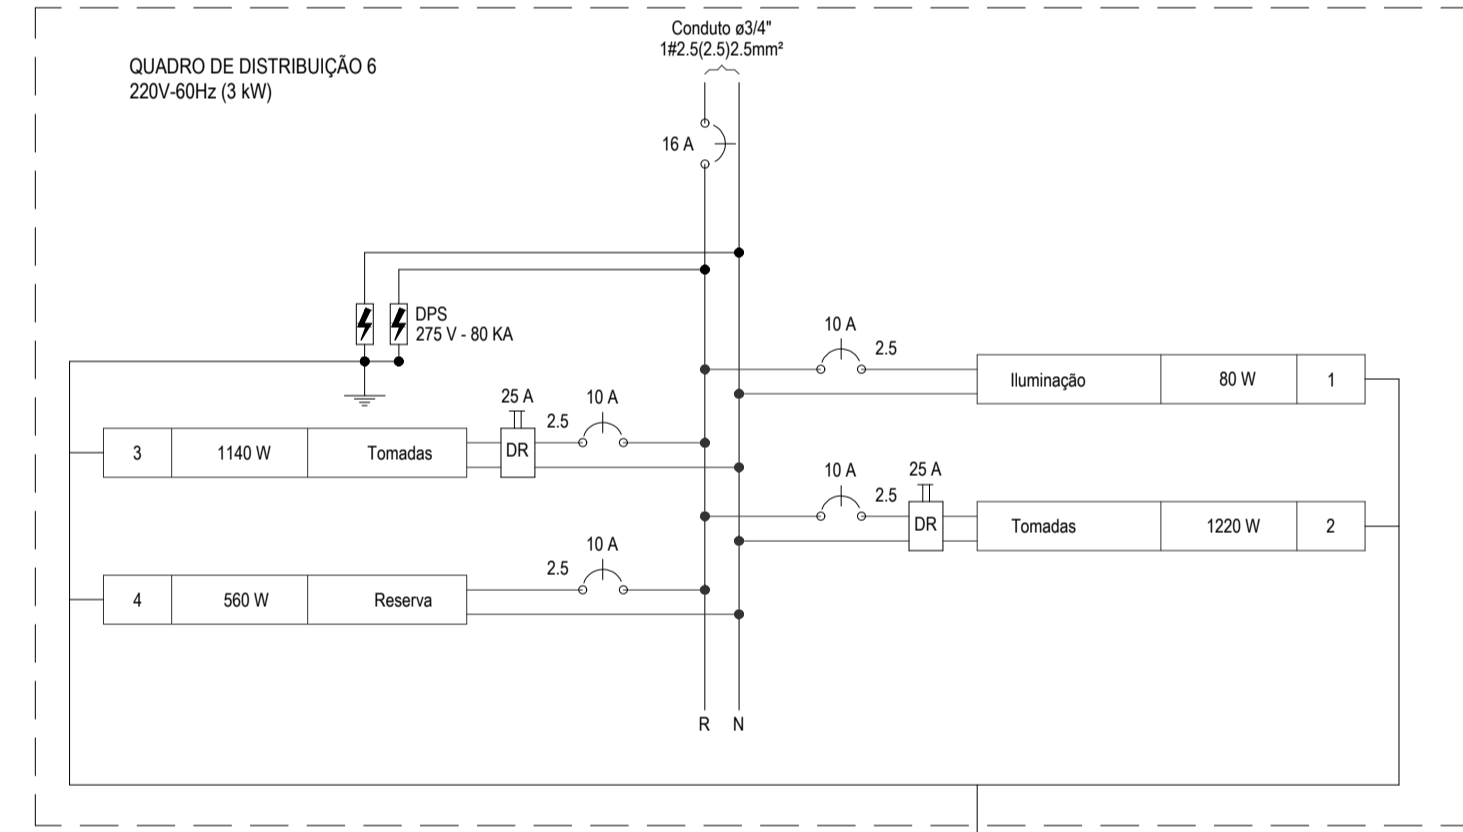 Conduto ø3/4"
1#2.5(2.5)2.5mm²
QUADRO DE DISTRIBUIÇÃO 6
220V-60Hz (3 kW)
16 A
DPS
275 V - 80 KA
10 A
2.5
Iluminação
80 W
1
25 A
10 A
2.5
3
1140 W
Tomadas
DR
10 A
25 A
2.5
DR
Tomadas
1220 W
2
10 A
2.5
4
560 W
Reserva
R
N